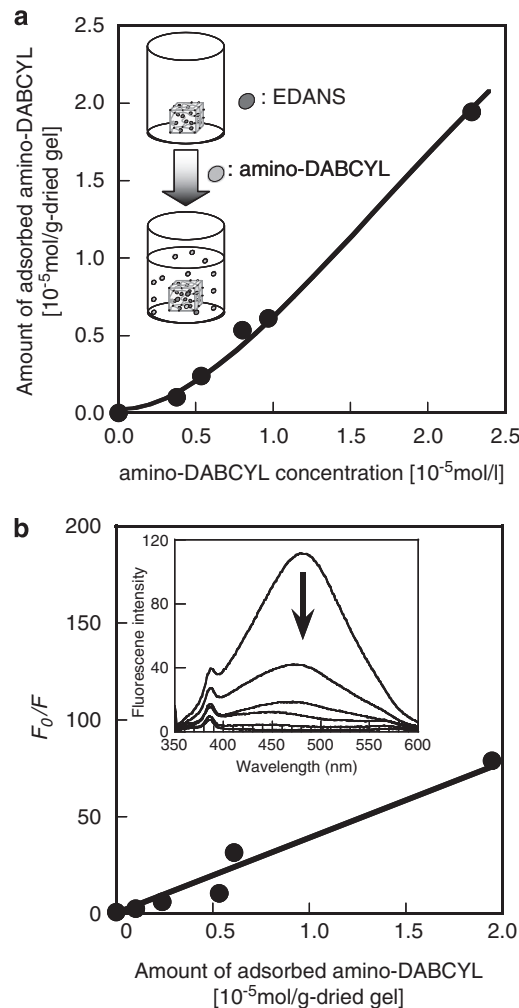 a
Amount of adsorbed amino-DABCYL
[10-5mol/g-dried gel]
2.5
2.0
1.5
1.0
0.5
0.0
: EDANS
: amino-DABCYL
0.0 0.5 1.0 1.5 2.0 2.5
amino-DABCYL concentration [10-5mol/l]
b
F0/F
200
150
100
50
0
Fluorescene intensity
120
80
40
0
350 400 450 500 550 600
Wavelength (nm)
0 0.5 1.0 1.5 2.0
Amount of adsorbed amino-DABCYL
[10-5mol/g-dried gel]